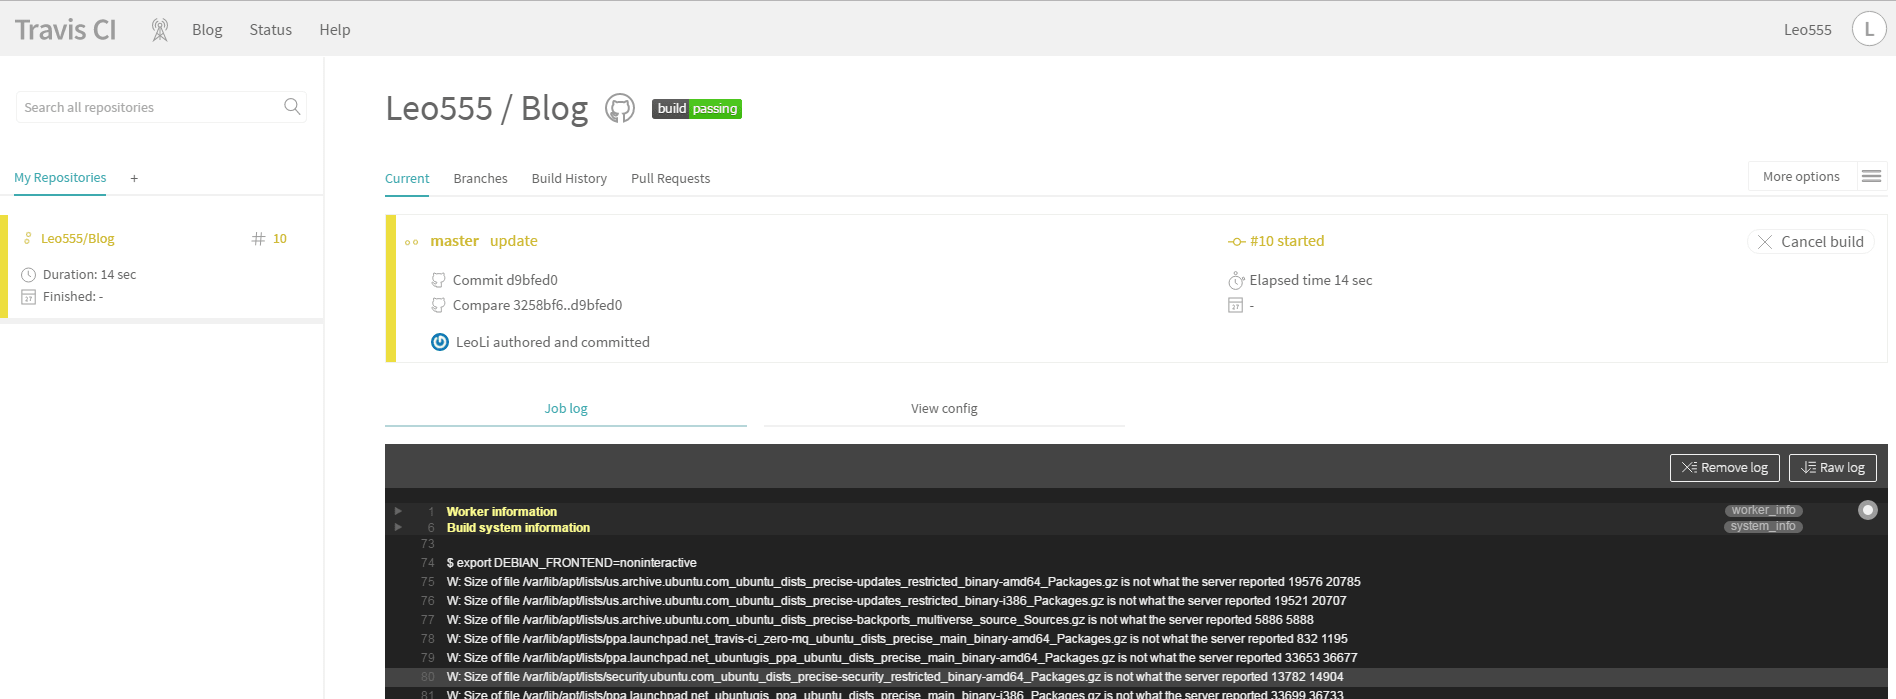 Travis CI Blog Status Help Leo555 L
Search all repositories
My Repositories +
Leo555/Blog # 10
Duration: 14 sec
Finished: -
Leo555 / Blog build passing
Current Branches Build History Pull Requests More options
master update #10 started Cancel build
Commit d9bfed0 Elapsed time 14 sec
Compare 3258bf6..d9bfed0 27 -
LeoLi authored and committed
Job log View config
Remove log Raw log
1 Worker information worker_info
6 Build system information system_info
73
74 $ export DEBIAN_FRONTEND=noninteractive
75 W: Size of file /var/lib/apt/lists/us.archive.ubuntu.com_ubuntu_dists_precise-updates_restricted_binary-amd64_Packages.gz is not what the server reported 19576 20785
76 W: Size of file /var/lib/apt/lists/us.archive.ubuntu.com_ubuntu_dists_precise-updates_restricted_binary-i386_Packages.gz is not what the server reported 19521 20707
77 W: Size of file /var/lib/apt/lists/us.archive.ubuntu.com_ubuntu_dists_precise-backports_multiverse_source_Sources.gz is not what the server reported 5886 5888
78 W: Size of file /var/lib/apt/lists/ppa.launchpad.net_travis-ci_zero-mq_ubuntu_dists_precise_main_binary-amd64_Packages.gz is not what the server reported 832 1195
79 W: Size of file /var/lib/apt/lists/ppa.launchpad.net_ubuntugis_ppa_ubuntu_dists_precise_main_binary-amd64_Packages.gz is not what the server reported 33653 36677
80 W: Size of file /var/lib/apt/lists/security.ubuntu.com_ubuntu_dists_precise-security_restricted_binary-amd64_Packages.gz is not what the server reported 13782 14904
81 W: Size of file /var/lib/apt/lists/ppa.launchpad.net_ubuntugis_ppa_ubuntu_dists_precise_main_binary-i386_Packages.gz is not what the server reported 33699 36733